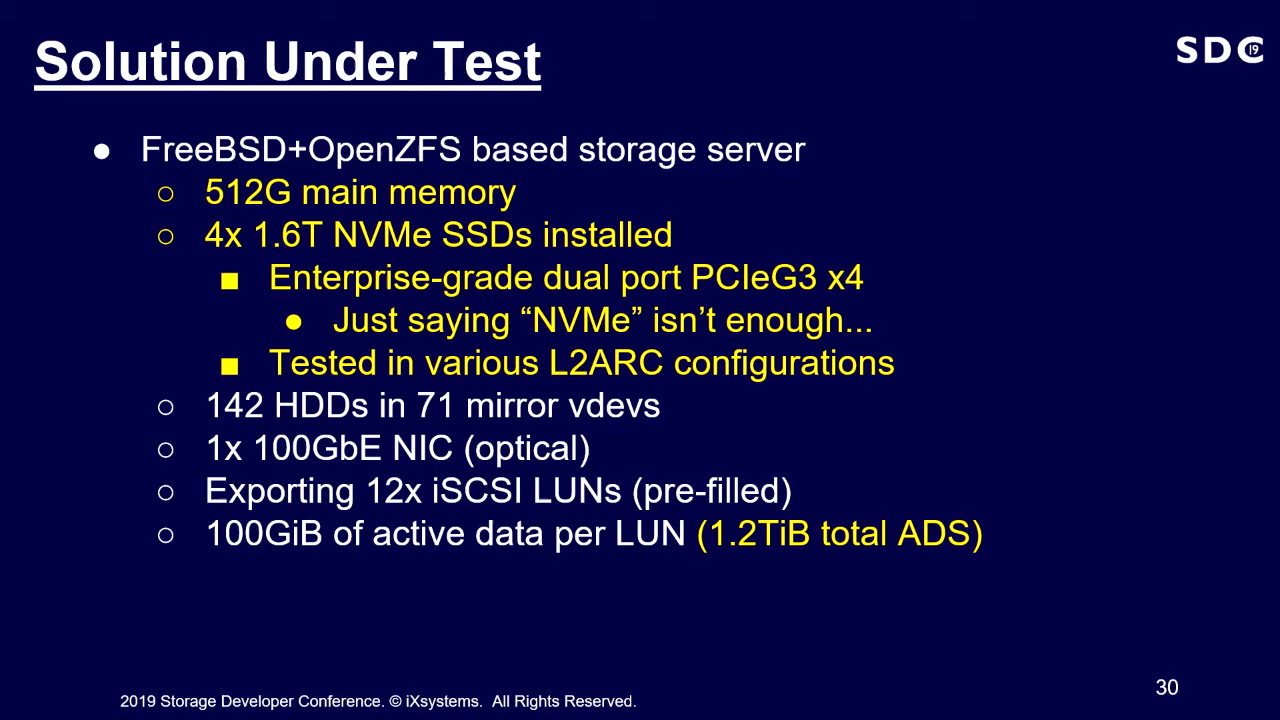 Solution Under Test
SDC 19
● FreeBSD+OpenZFS based storage server
○ 512G main memory
○ 4x 1.6T NVMe SSDs installed
■ Enterprise-grade dual port PCIeG3 x4
● Just saying “NVMe” isn’t enough...
■ Tested in various L2ARC configurations
○ 142 HDDs in 71 mirror vdevs
○ 1x 100GbE NIC (optical)
○ Exporting 12x iSCSI LUNs (pre-filled)
○ 100GiB of active data per LUN (1.2TiB total ADS)
2019 Storage Developer Conference. © iXsystems. All Rights Reserved.
30